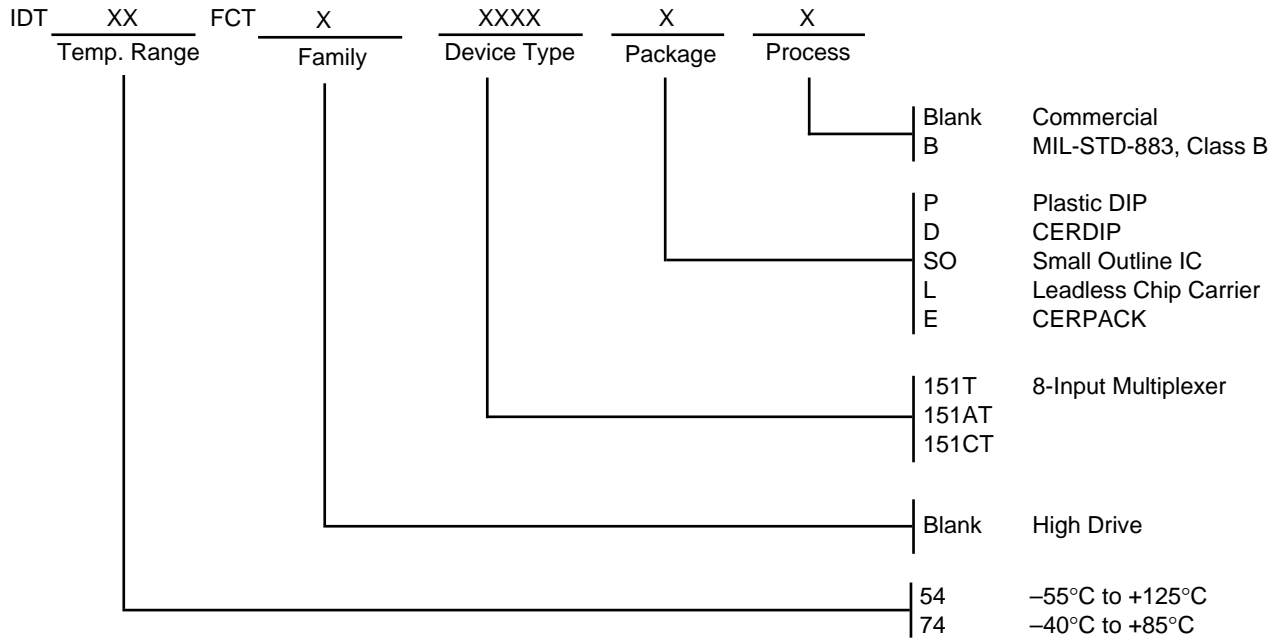 IDT XX FCT X XXXX X X
Temp. Range Family Device Type Package Process
Blank Commercial
B MIL-STD-883, Class B
P Plastic DIP
D CERDIP
SO Small Outline IC
L Leadless Chip Carrier
E CERPACK
151T 8-Input Multiplexer
151AT
151CT
Blank High Drive
54 –55°C to +125°C
74 –40°C to +85°C